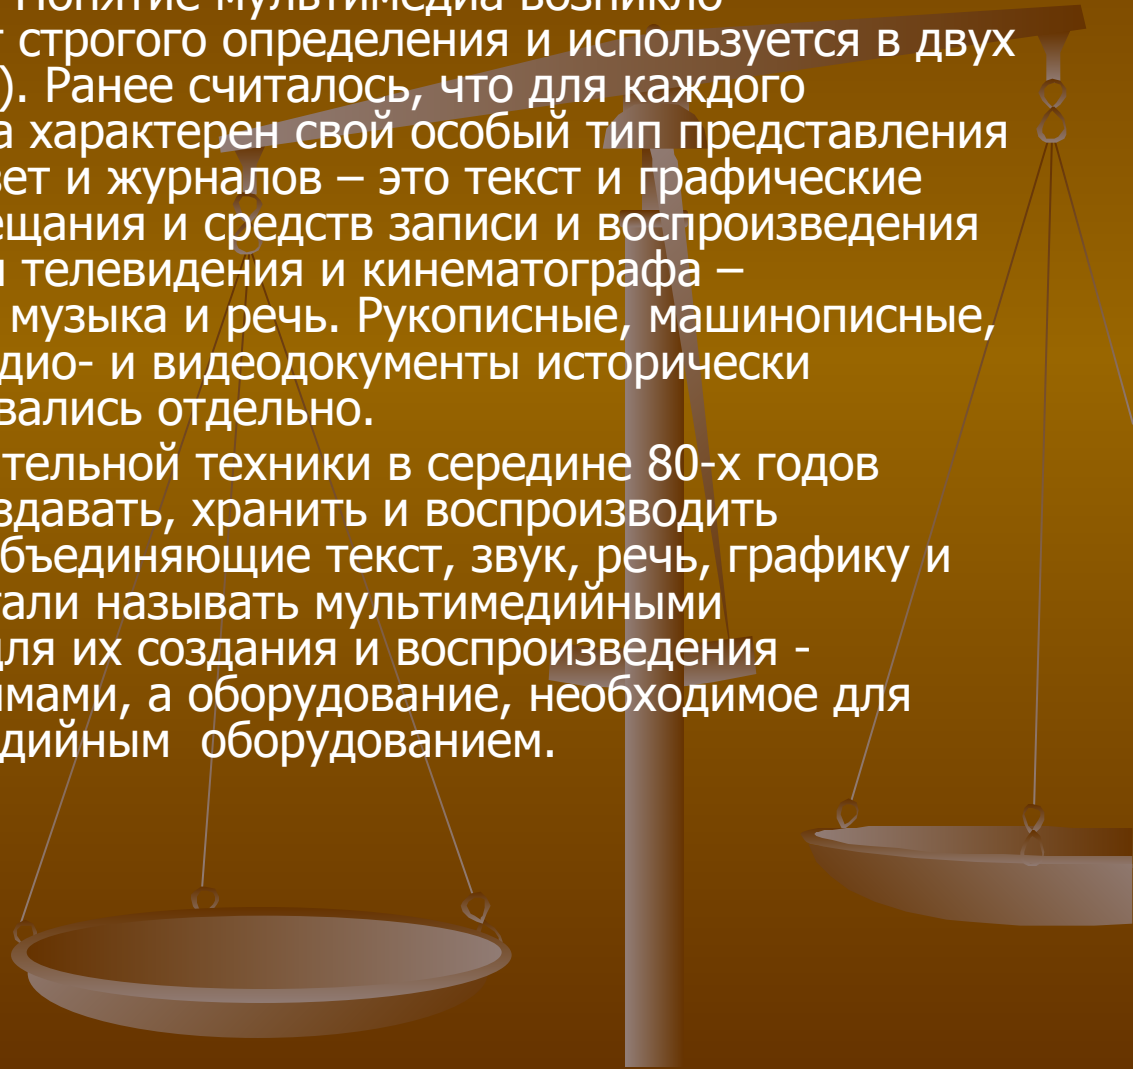 Понятие мультимедиа возникло
строгого определения и используется в двух
). Ранее считалось, что для каждого
а характерен свой особый тип представления
вет и журналов – это текст и графические
ещания и средств записи и воспроизведения
и телевидения и кинематографа –
музыка и речь. Рукописные, машинописные,
дио- и видеодокументы исторически
вались отдельно.
тельной техники в середине 80-х годов
здавать, хранить и воспроизводить
бъединяющие текст, звук, речь, графику и
тали называть мультимедийными
для их создания и воспроизведения -
ммами, а оборудование, необходимое для
дийным оборудованием.